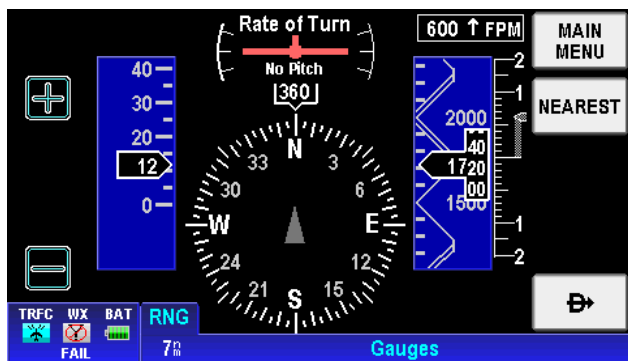 Rate of Turn
No Pitch
360
600 ↑ FPM
MAIN
MENU
NEAREST
40
30
20
12
0
N
3
6
E
12
15
S
21
24
W
30
33
2000
40
1720
00
1500
2
1
1
2
TRFC WX BAT
FAIL
RNG
7nm
Gauges
D